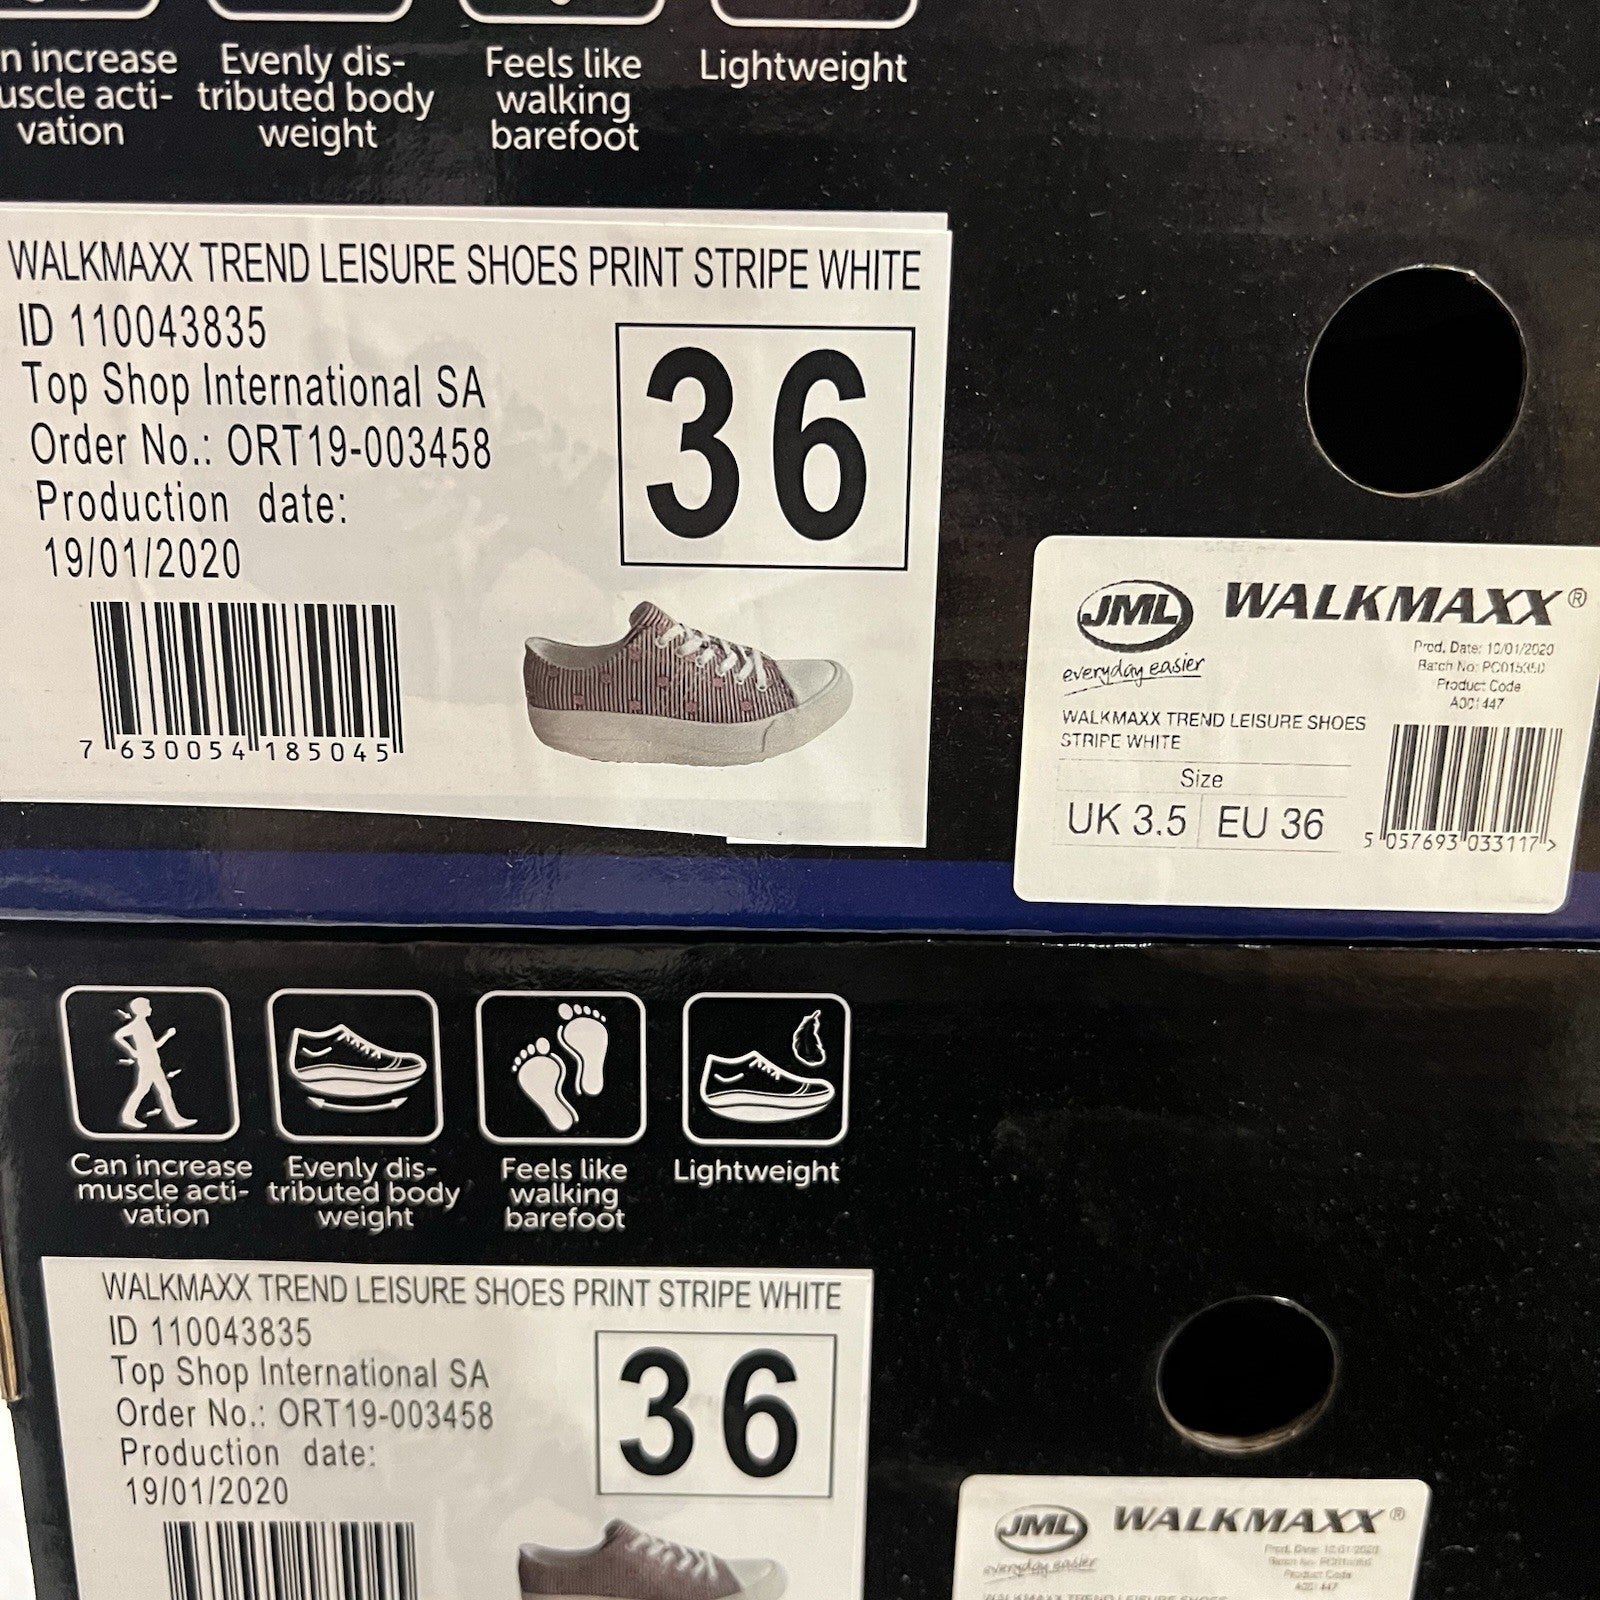 n increase
uscle acti-
vation
Evenly dis-
tributed body
weight
Feels like
walking
barefoot
Lightweight
WALKMAXX TREND LEISURE SHOES PRINT STRIPE WHITE
ID 110043835
Top Shop International SA
Order No.: ORT19-003458
Production date:
19/01/2020
36
7 630054 185045
JML
everyday easier
WALKMAXX®
Prod. Date: 10/01/2020
Batch No:
Product Code
WALKMAXX TREND LEISURE SHOES
STRIPE WHITE
Size
UK 3.5 EU 36
5 057693 033117 >
Can increase
muscle acti-
vation
Evenly dis-
tributed body
weight
Feels like
walking
barefoot
Lightweight
WALKMAXX TREND LEISURE SHOES PRINT STRIPE WHITE
ID 110043835
Top Shop International SA
Order No.: ORT19-003458
Production date:
19/01/2020
36
JML
everyday easier
WALKMAXX®
Product Code